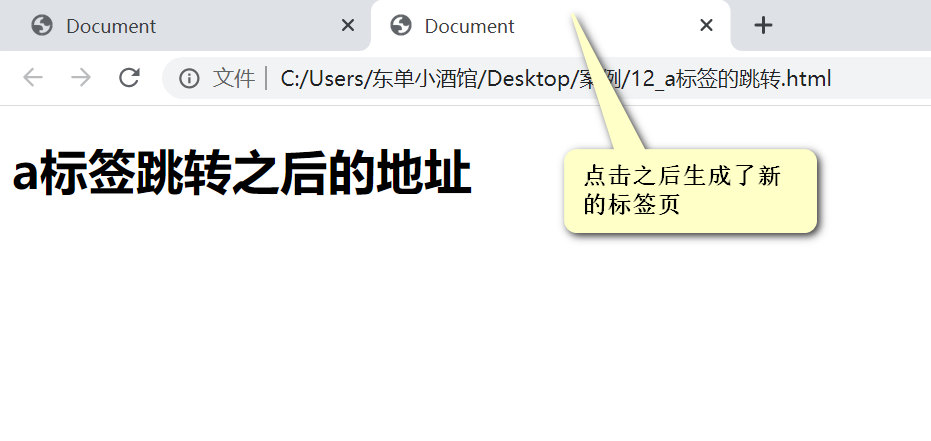 Document
Document
文件
C:/Users/东单小酒馆/Desktop/案例/12_a标签的跳转.html
a标签跳转之后的地址
点击之后生成了新
的标签页